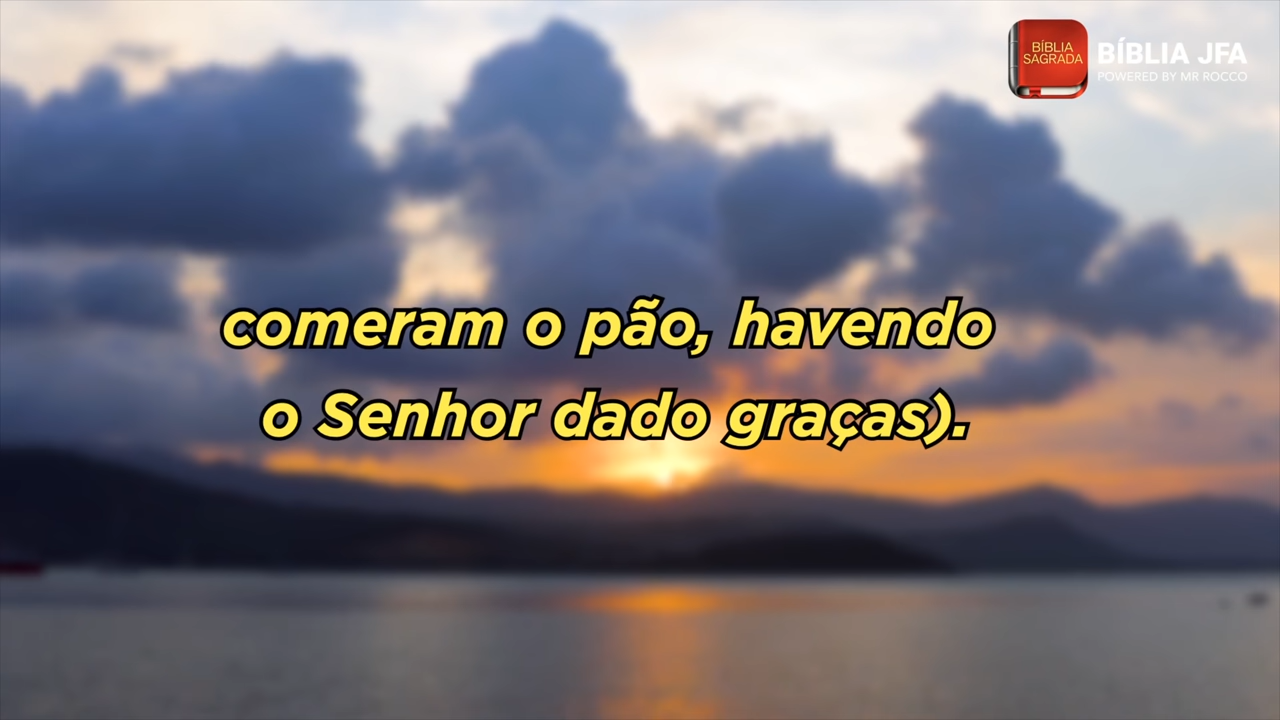 BÍBLIA
SAGRADA
BÍBLIA JFA
POWERED BY MR ROCCO
comeram o pão, havendo
o Senhor dado graças).